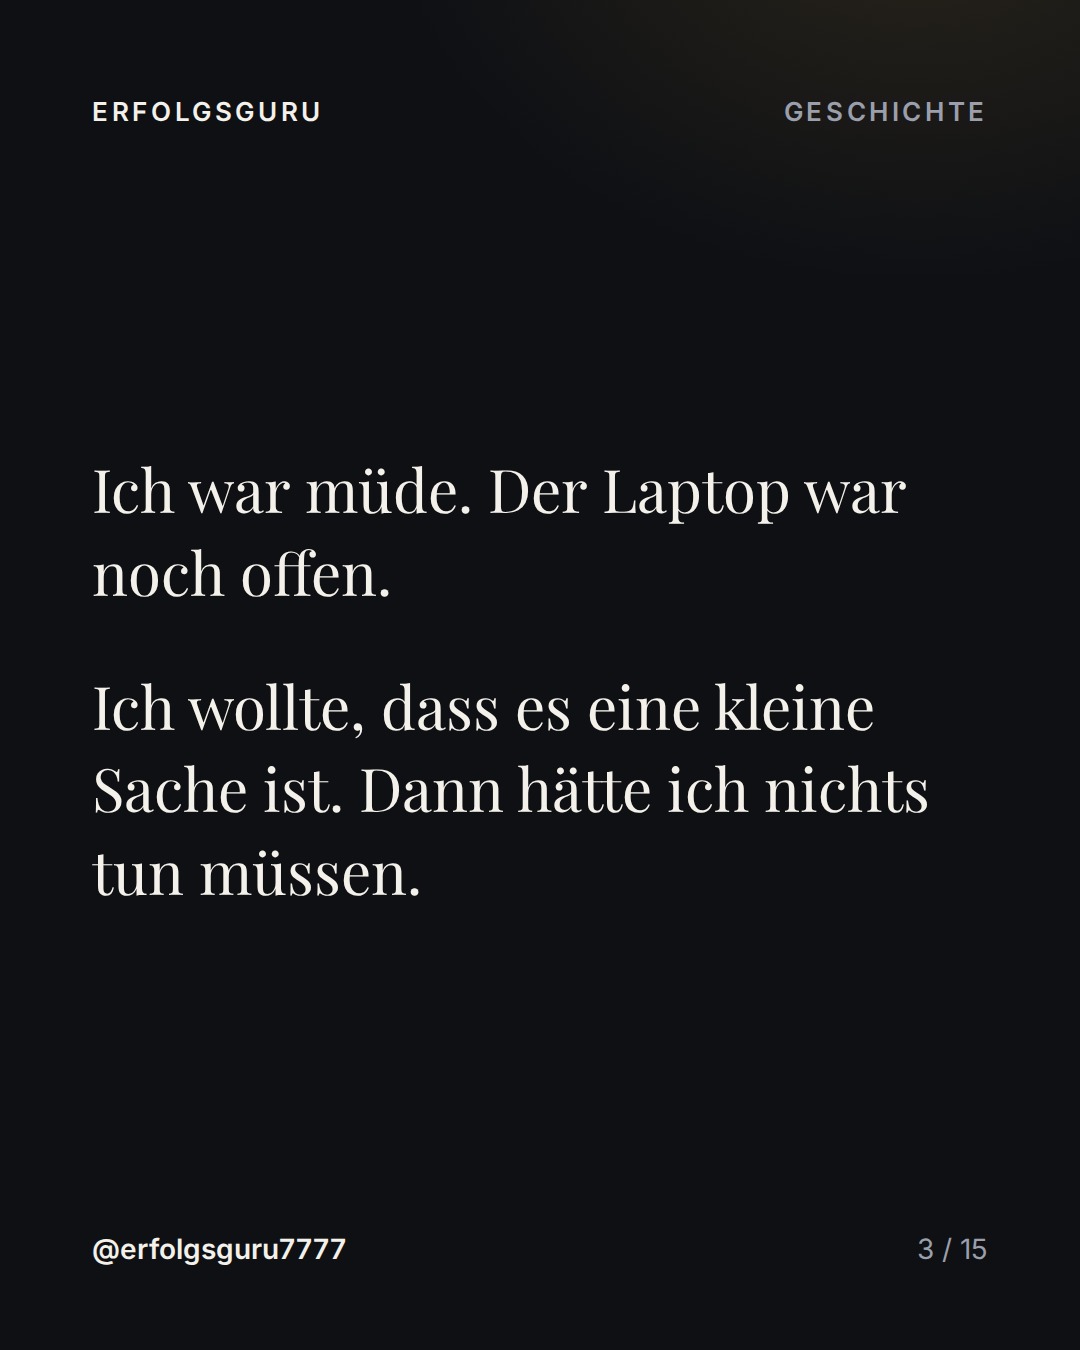 ERFOLGSGURU
GESCHICHTE
Ich war müde. Der Laptop war
noch offen.
Ich wollte, dass es eine kleine
Sache ist. Dann hätte ich nichts
tun müssen.
@erfolgsguru7777
3 / 15